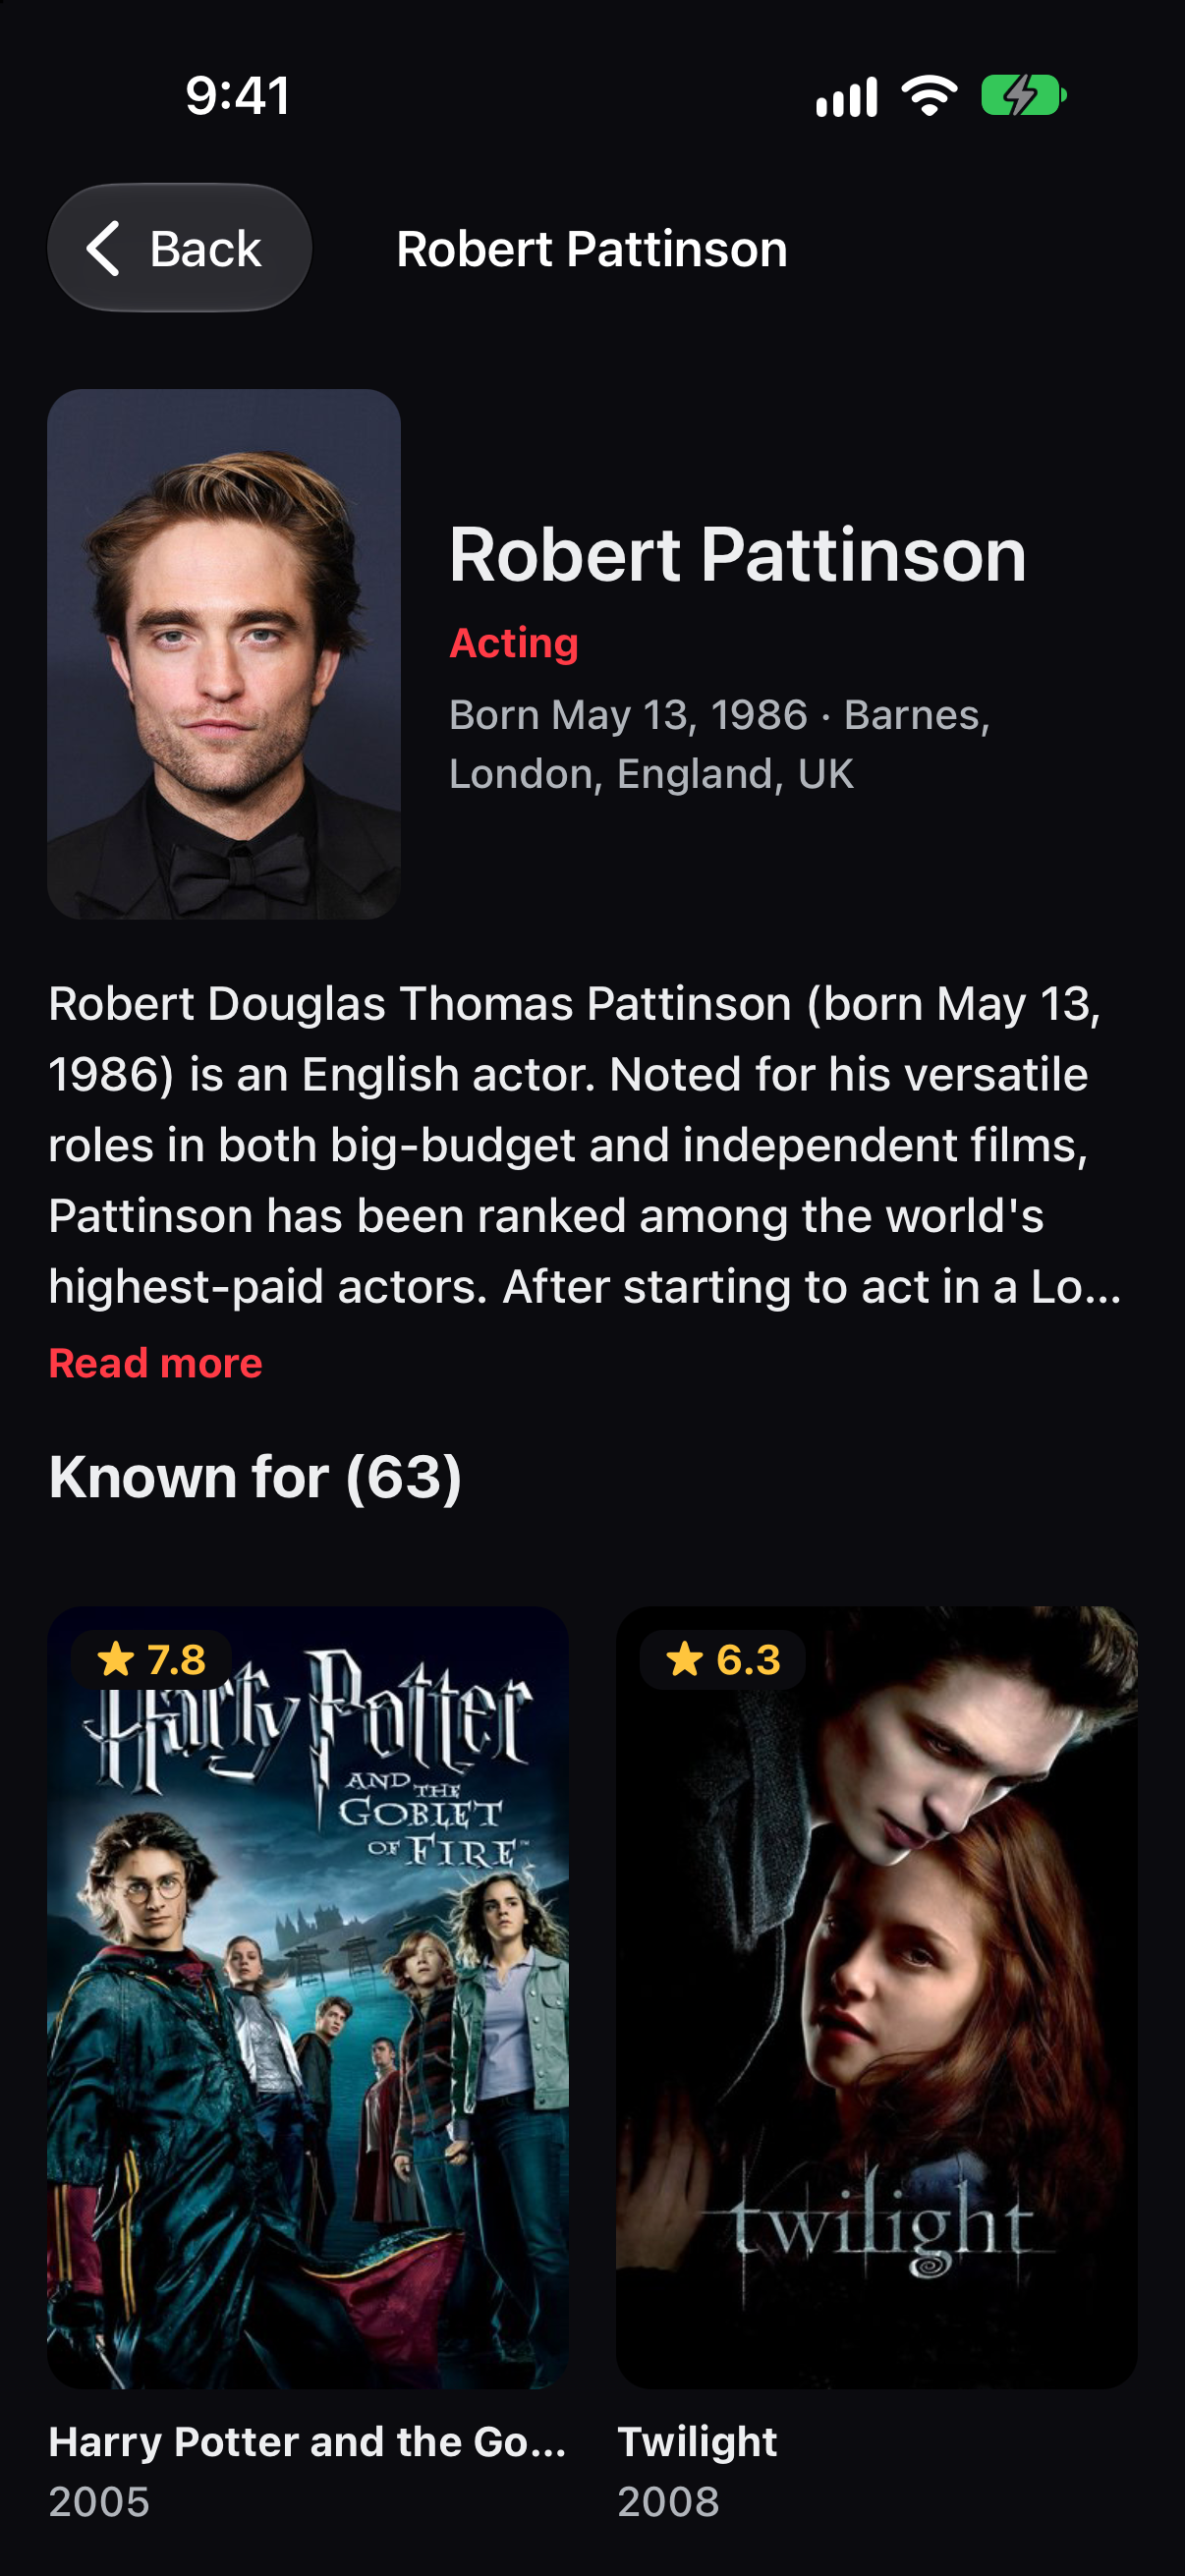 9:41
Back
Robert Pattinson
Robert Pattinson
Acting
Born May 13, 1986 · Barnes,
London, England, UK
Robert Douglas Thomas Pattinson (born May 13,
1986) is an English actor. Noted for his versatile
roles in both big-budget and independent films,
Pattinson has been ranked among the world's
highest-paid actors. After starting to act in a Lo...
Read more
Known for (63)
7.8
Harry Potter
AND THE
GOBLET
OF FIRE™
6.3
twilight
Harry Potter and the Go...
2005
Twilight
2008